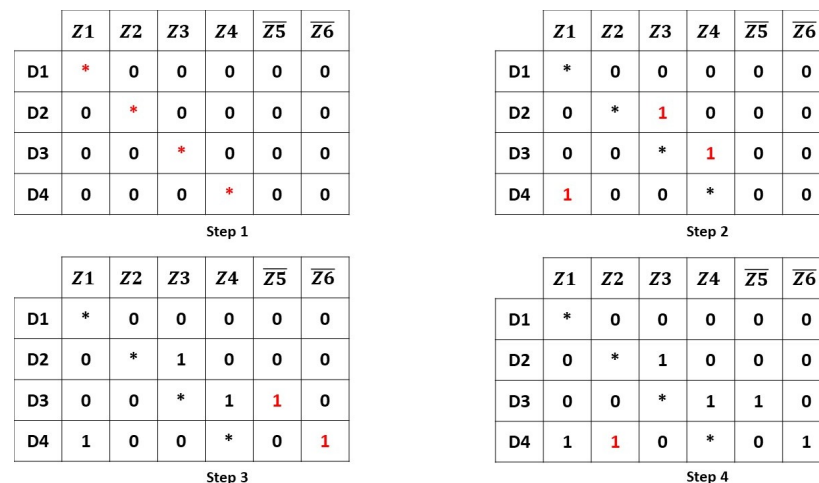 Z1 Z2 Z3 Z4 Z̅5̅ Z̅6̅
D1 * 0 0 0 0 0
D2 0 * 0 0 0 0
D3 0 0 * 0 0 0
D4 0 0 0 * 0 0
Step 1
Z1 Z2 Z3 Z4 Z̅5̅ Z̅6̅
D1 * 0 0 0 0 0
D2 0 * 1 0 0 0
D3 0 0 * 1 0 0
D4 1 0 0 * 0 0
Step 2
Z1 Z2 Z3 Z4 Z̅5̅ Z̅6̅
D1 * 0 0 0 0 0
D2 0 * 1 0 0 0
D3 0 0 * 1 1 0
D4 1 0 0 * 0 1
Step 3
Z1 Z2 Z3 Z4 Z̅5̅ Z̅6̅
D1 * 0 0 0 0 0
D2 0 * 1 0 0 0
D3 0 0 * 1 1 0
D4 1 1 0 * 0 1
Step 4